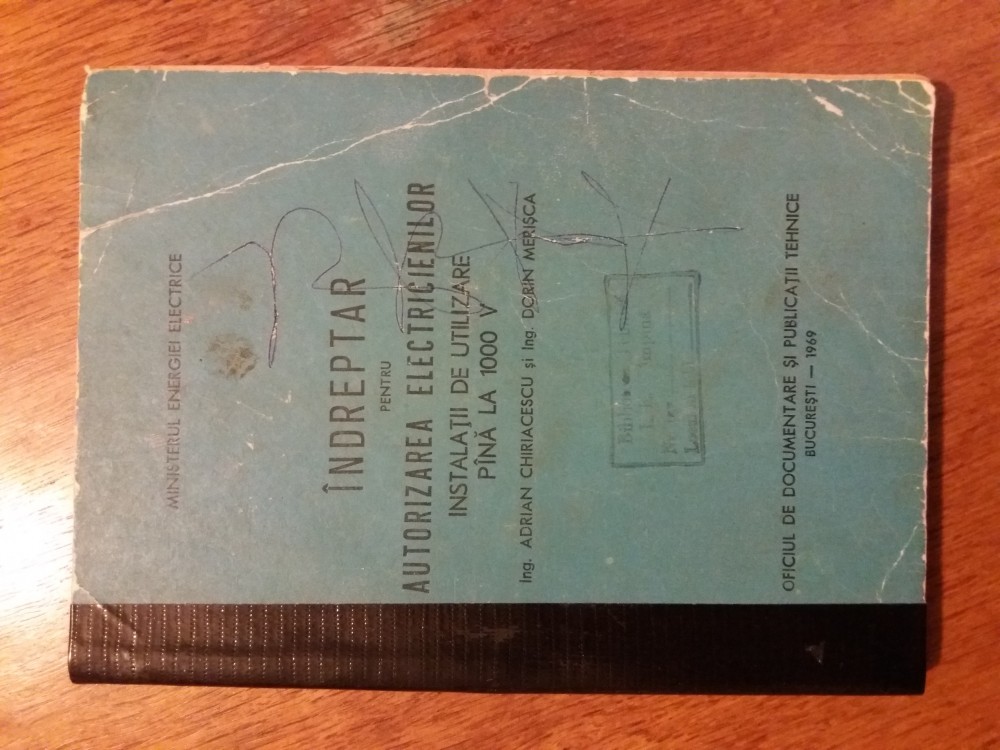 MINISTERUL ENERGIEI ELECTRICE
ÎNDREPTAR
PENTRU
AUTORIZAREA ELECTRICIENILOR
INSTALAȚII DE UTILIZARE
PÎNĂ LA 1000 V
Ing. ADRIAN CHIRIACESCU și Ing. DORIN MERIȘCA
OFICIUL DE DOCUMENTARE ȘI PUBLICAȚII TEHNICE
BUCUREȘTI — 1969